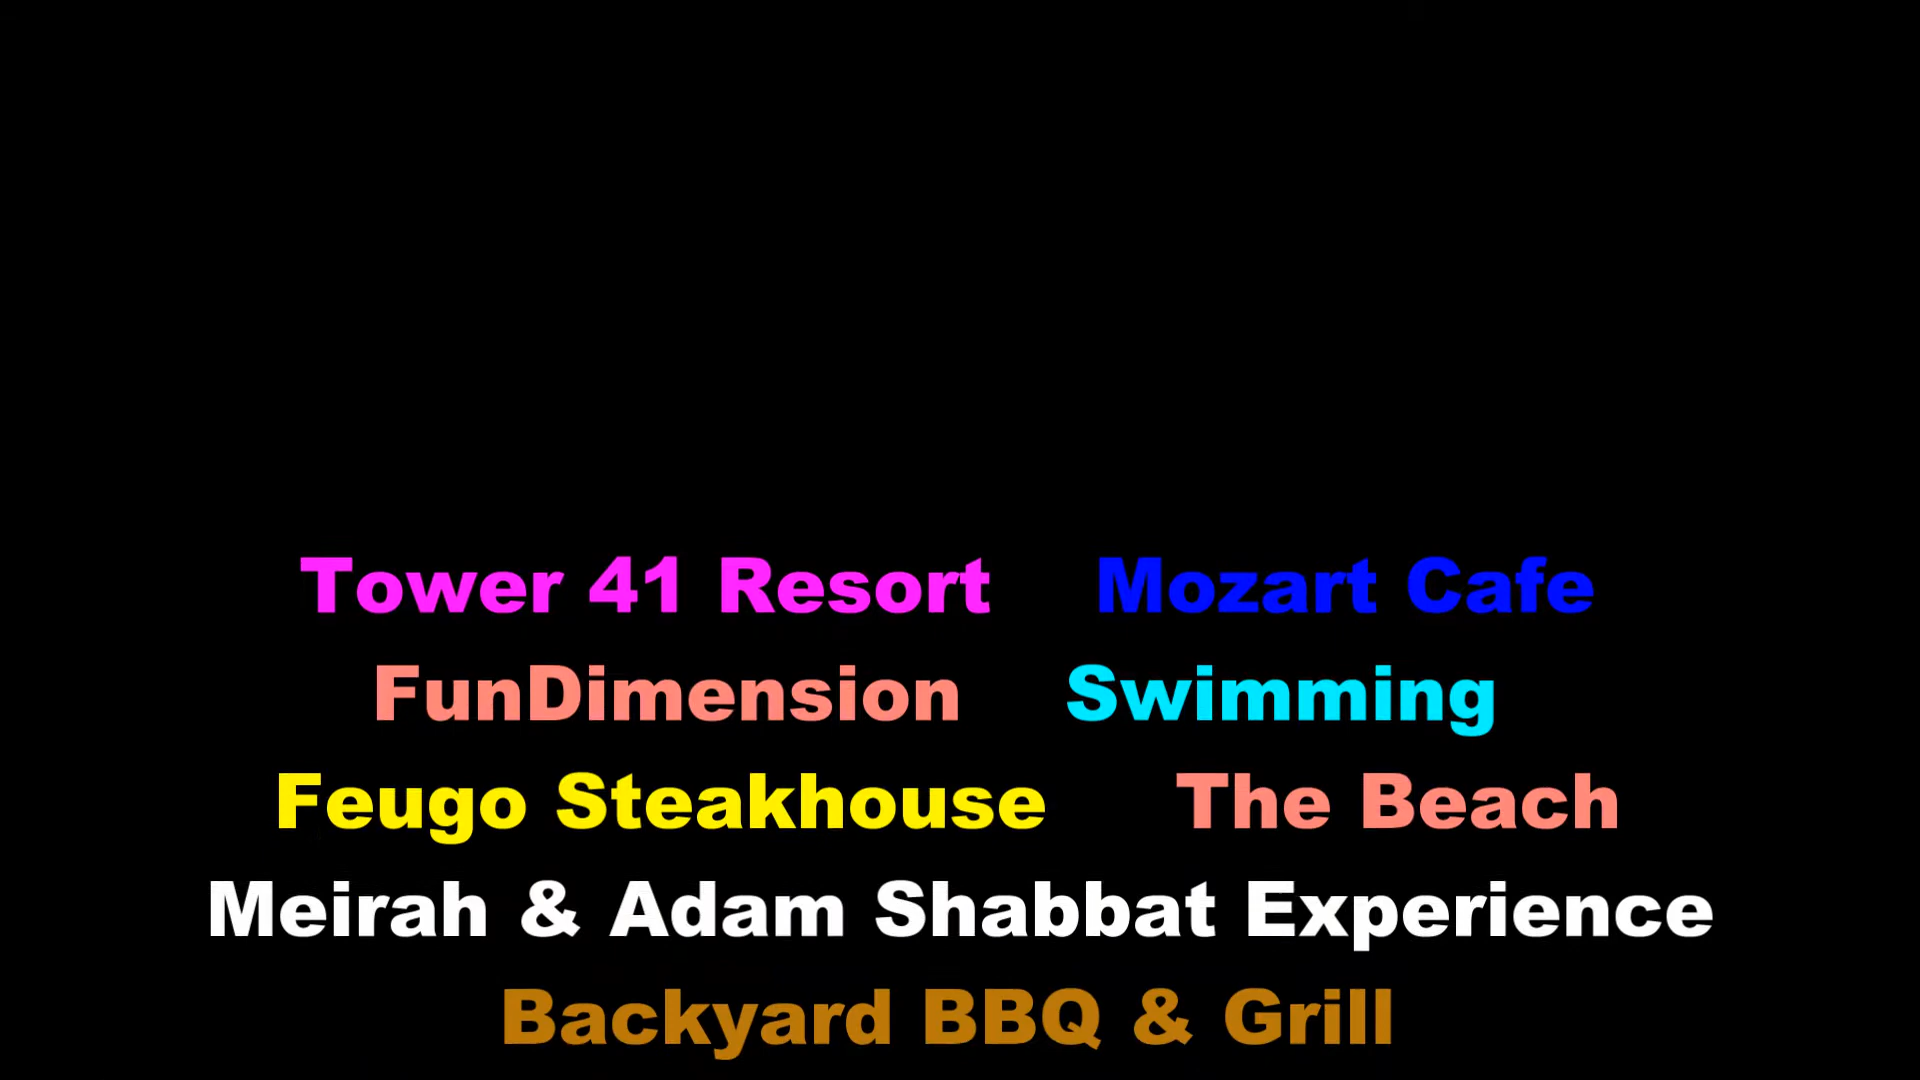 Tower 41 Resort Mozart Cafe
FunDimension Swimming
Feugo Steakhouse The Beach
Meirah & Adam Shabbat Experience
Backyard BBQ & Grill